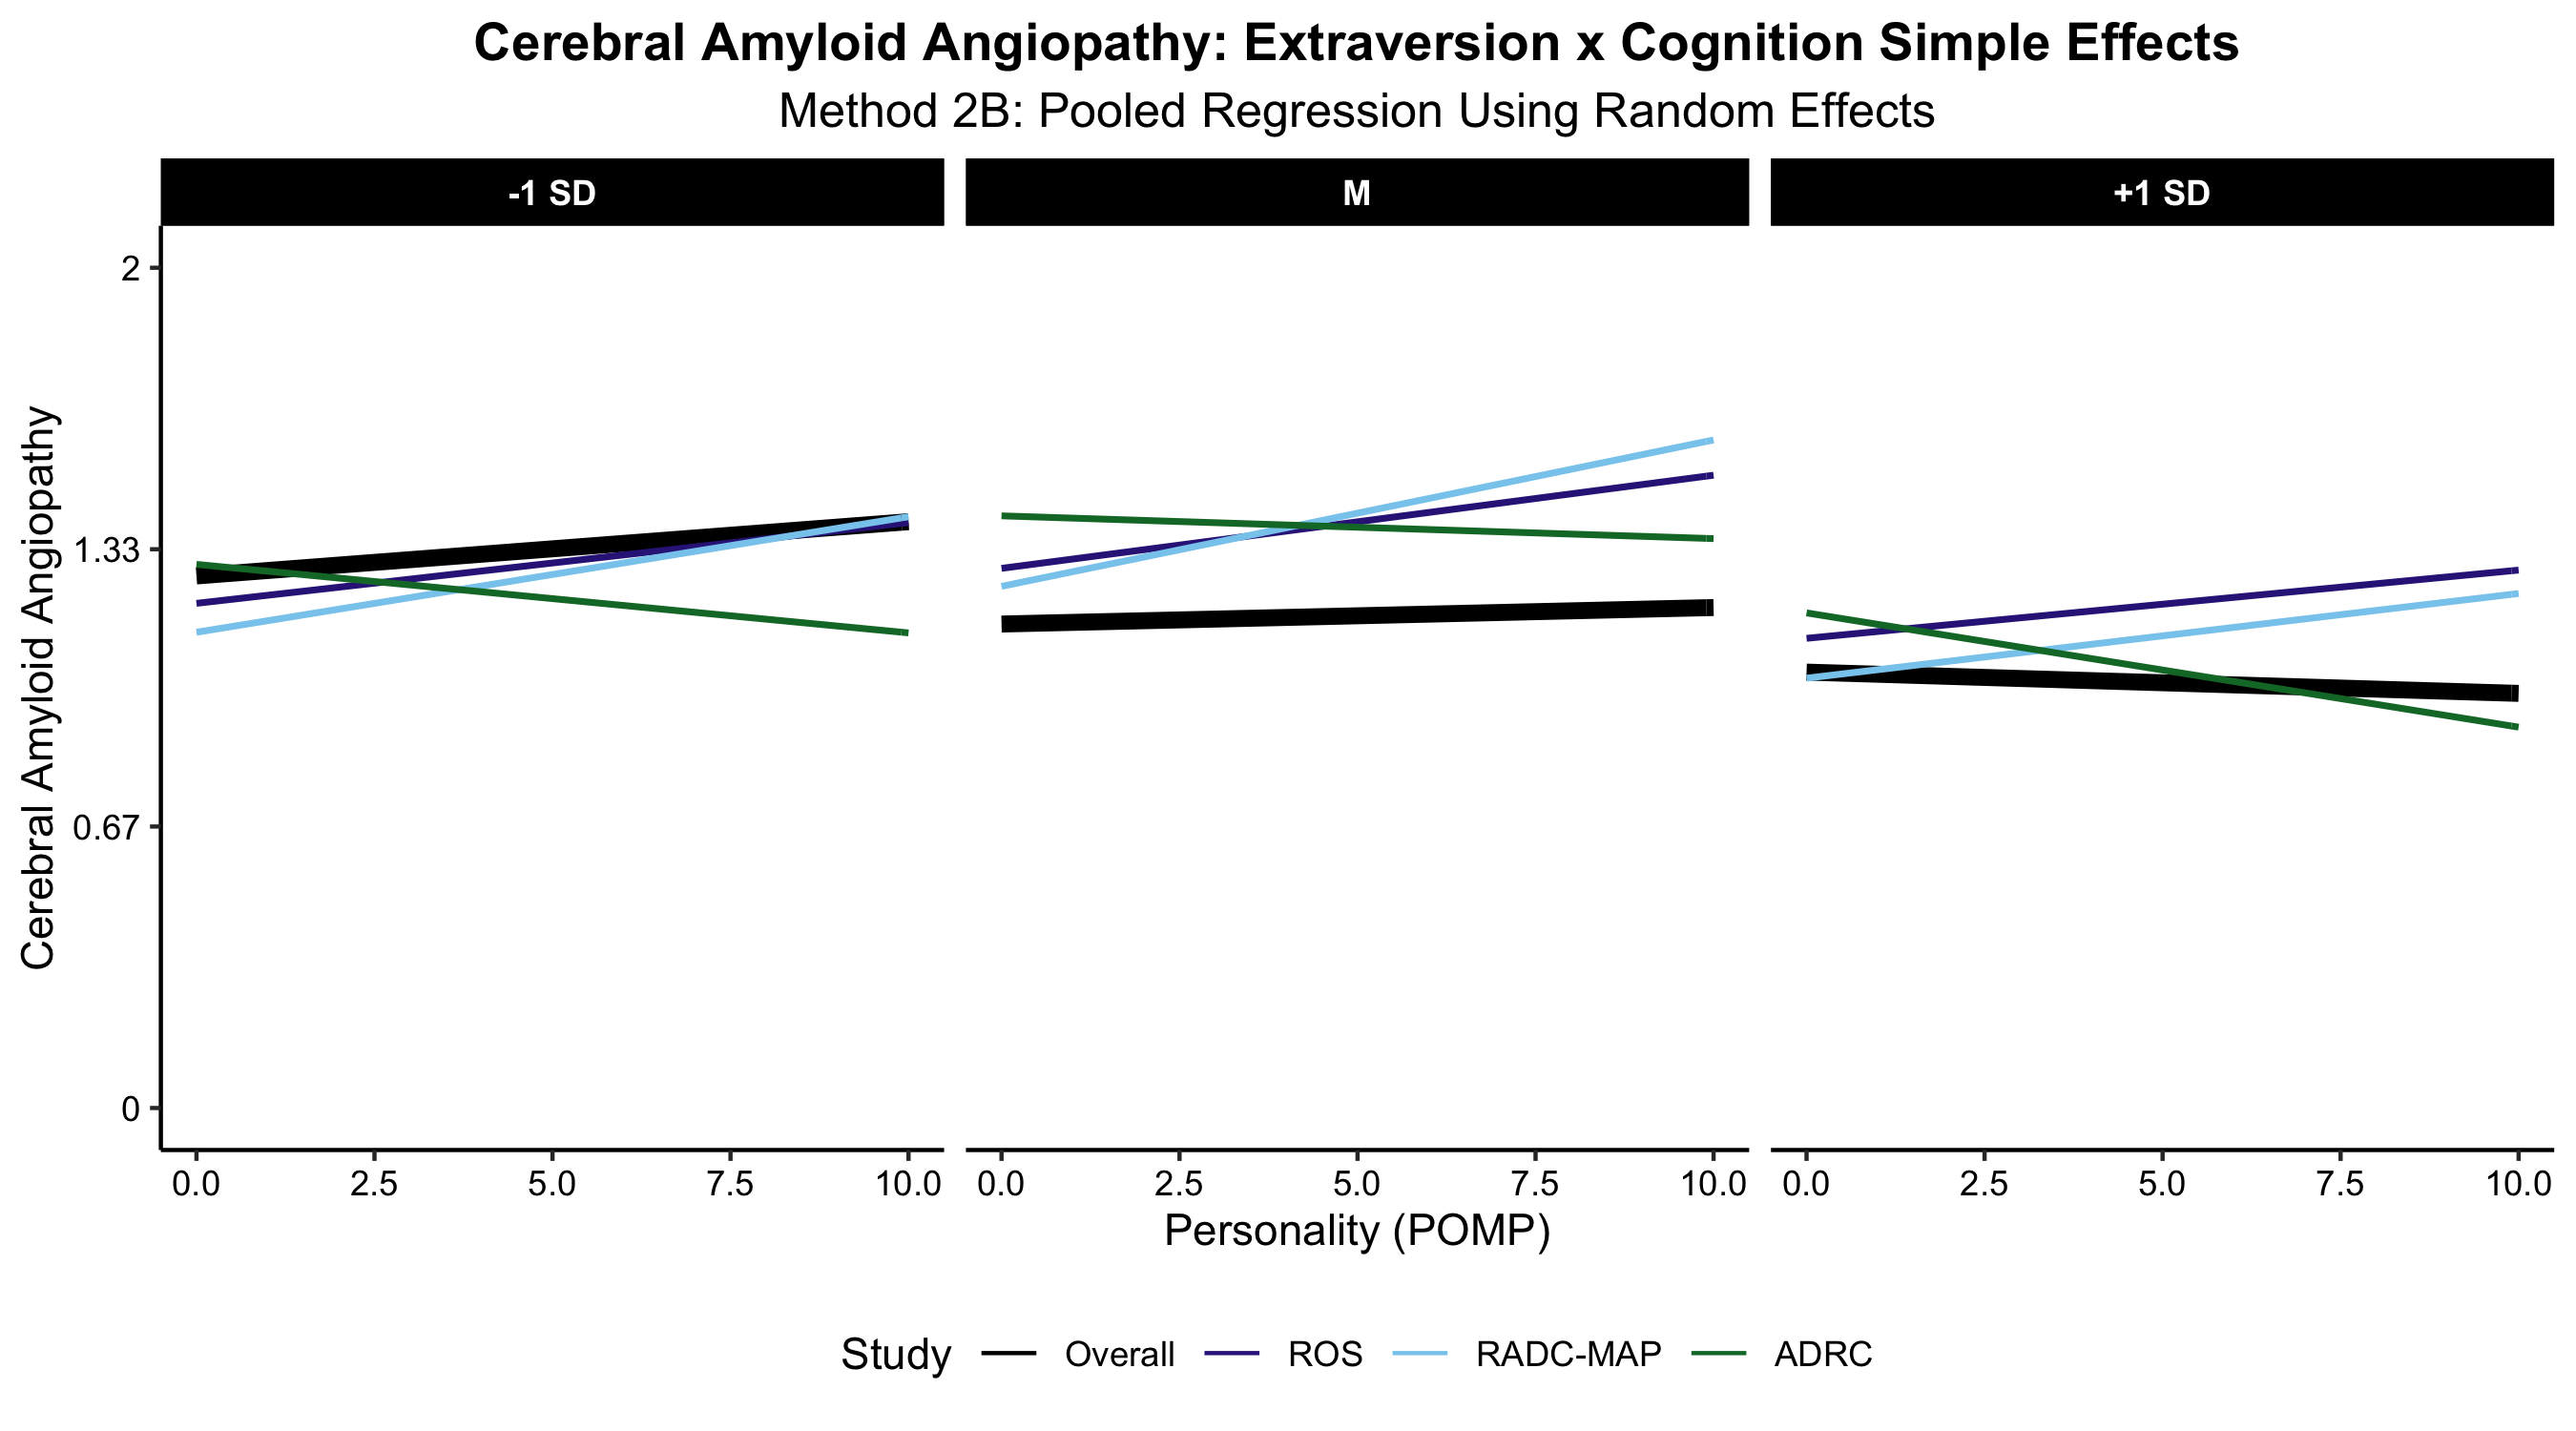 Cerebral Amyloid Angiopathy: Extraversion x Cognition Simple Effects
Method 2B: Pooled Regression Using Random Effects
-1 SD M +1 SD
Cerebral Amyloid Angiopathy
2
1.33
0.67
0
0.0 2.5 5.0 7.5 10.0 0.0 2.5 5.0 7.5 10.0 0.0 2.5 5.0 7.5 10.0
Personality (POMP)
Study Overall ROS RADC-MAP ADRC